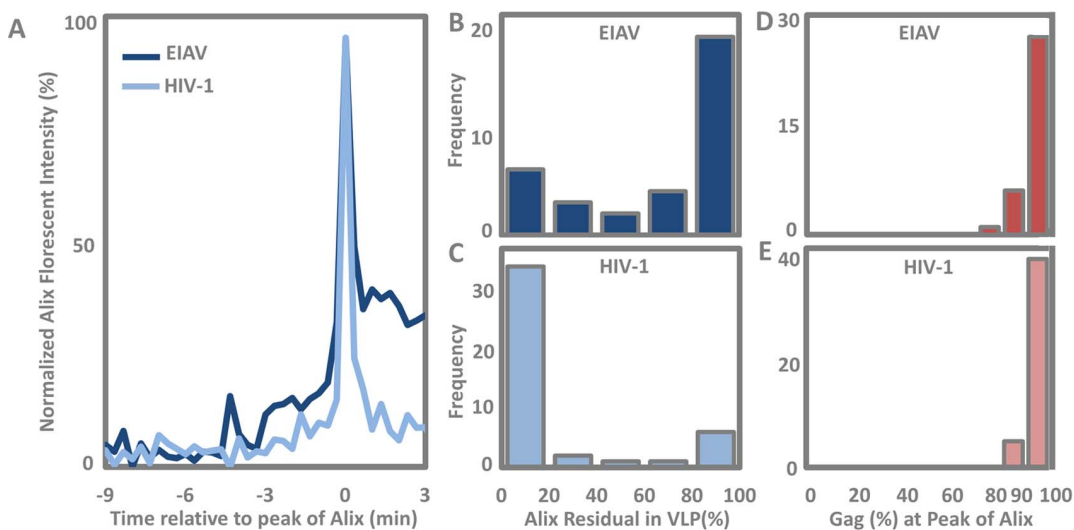 A
Normalized Alix Florescent Intensity (%)
100
50
0
EIAV
HIV-1
-9 -6 -3 0 3
Time relative to peak of Alix (min)
B
EIAV
Frequency
20
10
0
C
HIV-1
Frequency
30
20
10
0
0 20 40 60 80 100
Alix Residual in VLP(%)
D
EIAV
30
15
0
E
HIV-1
40
20
0
0 20 40 60 80 90 100
Gag (%) at Peak of Alix